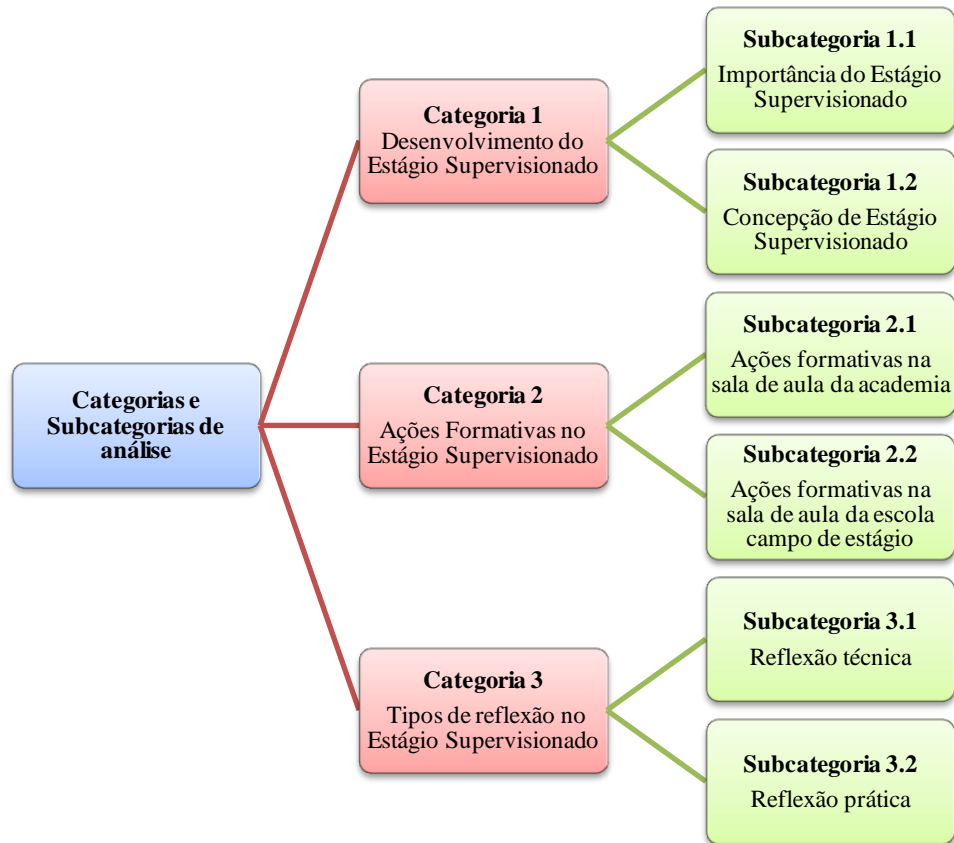 Categorias e
Subcategorias de
análise
Categoria 1
Desenvolvimento do
Estágio Supervisionado
Subcategoria 1.1
Importância do Estágio
Supervisionado
Subcategoria 1.2
Concepção de Estágio
Supervisionado
Categoria 2
Ações Formativas no
Estágio Supervisionado
Subcategoria 2.1
Ações formativas na
sala de aula da academia
Subcategoria 2.2
Ações formativas na
sala de aula da escola
campo de estágio
Categoria 3
Tipos de reflexão no
Estágio Supervisionado
Subcategoria 3.1
Reflexão técnica
Subcategoria 3.2
Reflexão prática